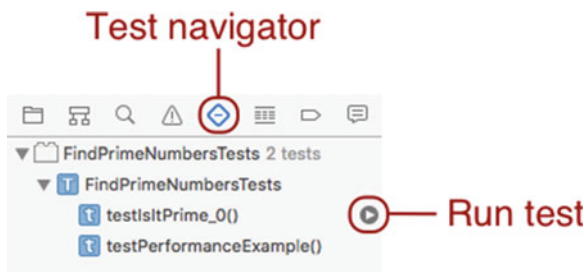 Test navigator
FindPrimeNumbersTests 2 tests
T FindPrimeNumbersTests
t testIsItPrime_0()
Run test
t testPerformanceExample()